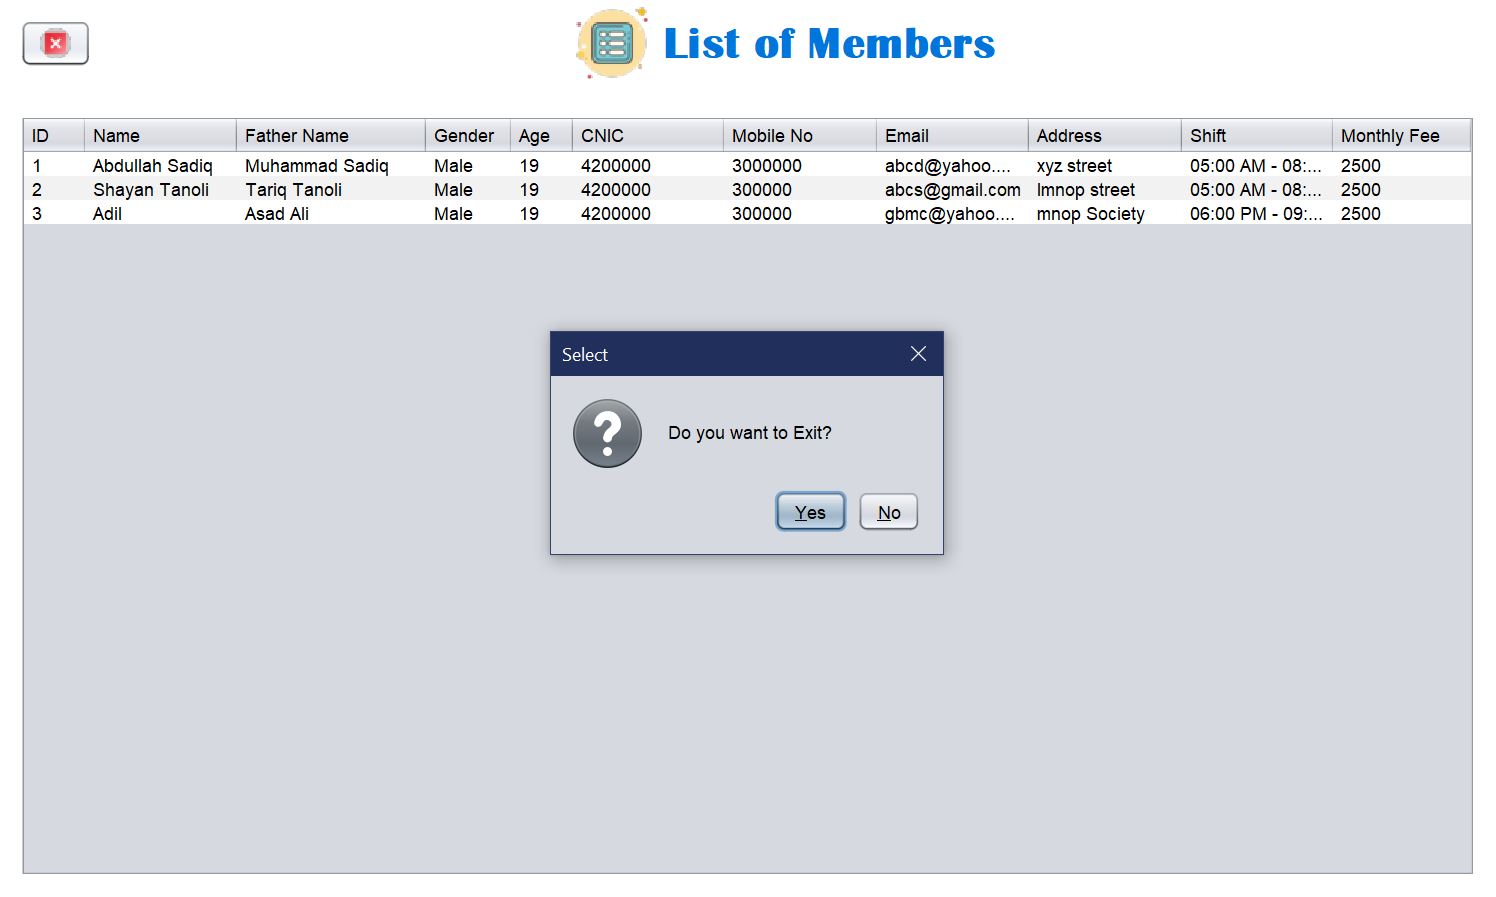 List of Members
ID Name Father Name Gender Age CNIC Mobile No Email Address Shift Monthly Fee
1 Abdullah Sadiq Muhammad Sadiq Male 19 4200000 3000000 abcd@yahoo.... xyz street 05:00 AM - 08:... 2500
2 Shayan Tanoli Tariq Tanoli Male 19 4200000 300000 abcs@gmail.com lmnop street 05:00 AM - 08:... 2500
3 Adil Asad Ali Male 19 4200000 300000 gbmc@yahoo.... mnop Society 06:00 PM - 09:... 2500
Select
Do you want to Exit?
Yes No